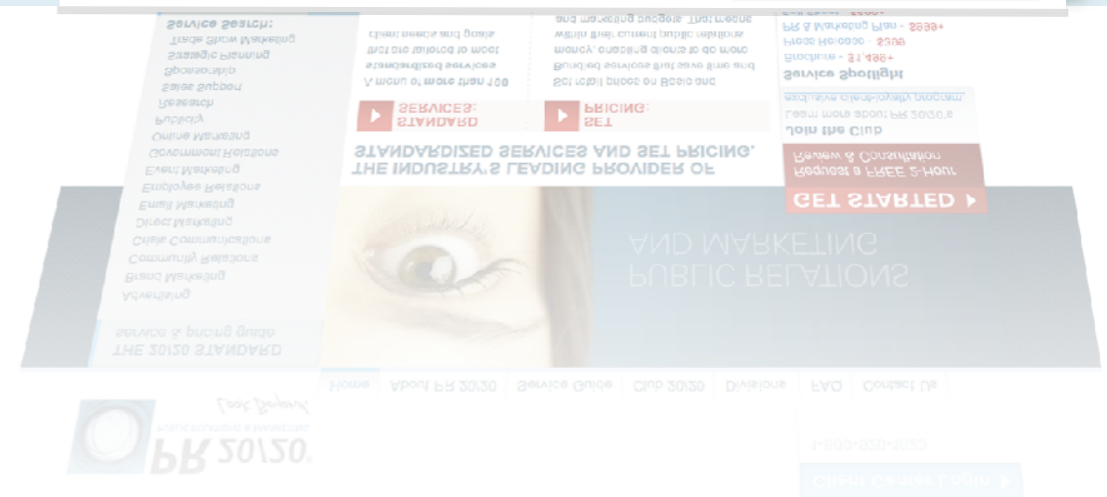 Client Center Login
PR 20/20
PUBLIC RELATIONS & MARKETING
Look Beyond.
Home
About PR 20/20
Service Guide
Club 20/20
Divisions
FAQ
Contact Us
THE 20/20 STANDARD
service & pricing guide
Advertising
Brand Marketing
Community Relations
Crisis Communications
Direct Marketing
Email Marketing
Employee Relations
Event Marketing
Government Relations
Online Marketing
Publicity
Research
Sales Support
Sponsorship
Strategic Planning
Trade Show Marketing
Service Search:
PUBLIC RELATIONS
AND MARKETING
THE INDUSTRY'S LEADING PROVIDER OF
STANDARDIZED SERVICES AND SET PRICING.
STANDARD
SERVICES:
A menu of more than 100
standardized services
that are tailored to meet
client needs and goals
SET
PRICING:
Set retail prices on Basic and
Bundled services that save time and
money, enabling clients to do more
within their current public relations
and marketing budgets. That means
GET STARTED
Request a FREE 2-Hour
Review & Consultation
Join the Club
Learn more about PR 20/20's
exclusive client-loyalty program.
Service Spotlight
Brochure - $1,499+
Press Release - $399
PR & Marketing Plan - $999+